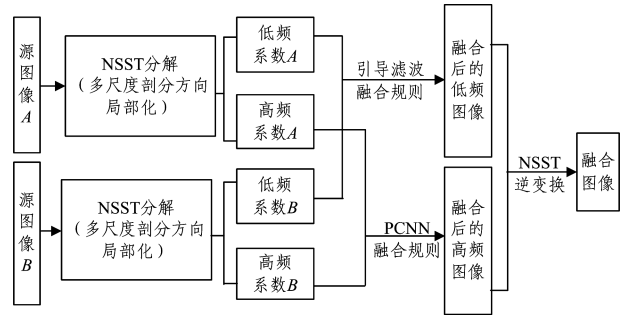 源图像A
NSST分解
（多尺度剖分方向
局部化）
低频
系数A
高频
系数A
引导滤波
融合规则
融合后的低频图像
源图像B
NSST分解
（多尺度剖分方向
局部化）
低频
系数B
高频
系数B
PCNN
融合规则
融合后的高频图像
NSST
逆变换
融合
图像